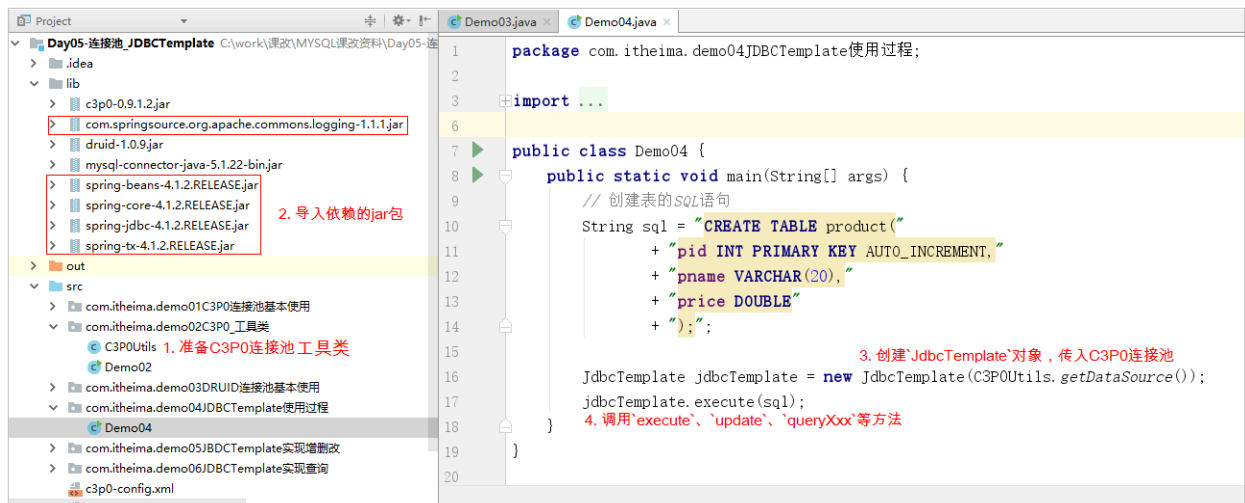 Project
Day05-连接池_JDBCTemplate C:\work\课改\MYSQL课改资料\Day05-连
.idea
lib
c3p0-0.9.1.2.jar
com.springsource.org.apache.commons.logging-1.1.1.jar
druid-1.0.9.jar
mysql-connector-java-5.1.22-bin.jar
spring-beans-4.1.2.RELEASE.jar
spring-core-4.1.2.RELEASE.jar
spring-jdbc-4.1.2.RELEASE.jar
spring-tx-4.1.2.RELEASE.jar
2. 导入依赖的jar包
out
src
com.itheima.demo01C3P0连接池基本使用
com.itheima.demo02C3P0_工具类
C3P0Utils 1. 准备C3P0连接池工具类
Demo02
com.itheima.demo03DRUID连接池基本使用
com.itheima.demo04JDBCTemplate使用过程
Demo04
com.itheima.demo05JBDCTemplate实现增删改
com.itheima.demo06JDBCTemplate实现查询
c3p0-config.xml
Demo03.java Demo04.java
1 package com.itheima.demo04JDBCTemplate使用过程;
2
3 import ...
6
7 public class Demo04 {
8 public static void main(String[] args) {
9 // 创建表的SQL语句
10 String sql = "CREATE TABLE product("
11 + "pid INT PRIMARY KEY AUTO_INCREMENT,"
12 + "pname VARCHAR(20),"
13 + "price DOUBLE"
14 + ");";
15
3. 创建`JdbcTemplate`对象，传入C3P0连接池
16 JdbcTemplate jdbcTemplate = new JdbcTemplate(C3P0Utils.getDataSource());
17 jdbcTemplate.execute(sql);
18 } 4. 调用`execute`、`update`、`queryXxx`等方法
19 }
20